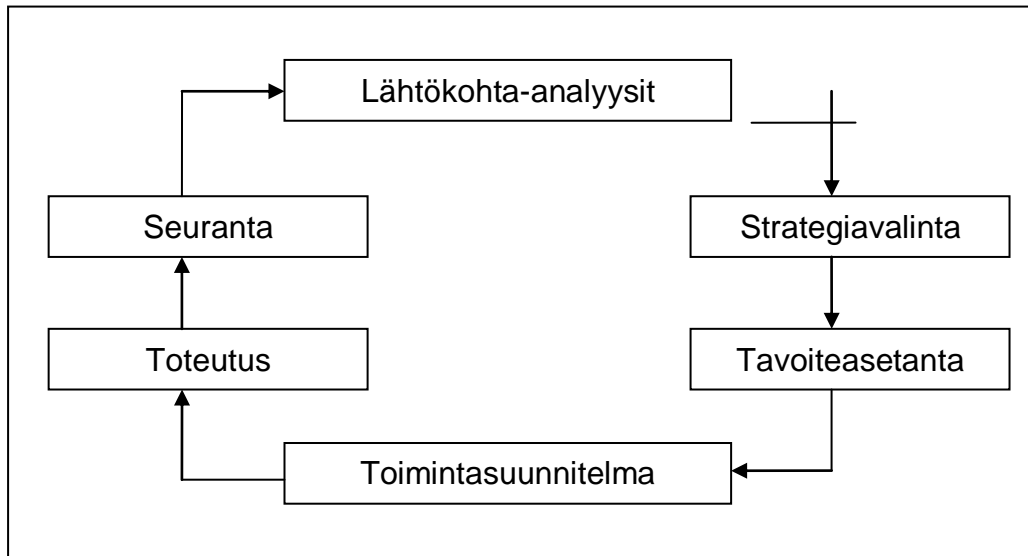 Lähtökohta-analyysit
Seuranta
Strategiavalinta
Toteutus
Tavoiteasetanta
Toimintasuunnitelma